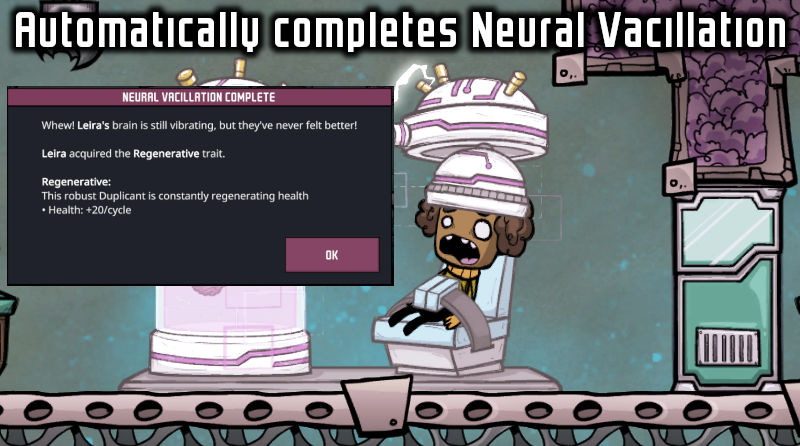 Automatically completes Neural Vacillation
NEURAL VACILLATION COMPLETE
Whew! Leira's brain is still vibrating, but they've never felt better!
Leira acquired the Regenerative trait.
Regenerative:
This robust Duplicant is constantly regenerating health
• Health: +20/cycle
OK